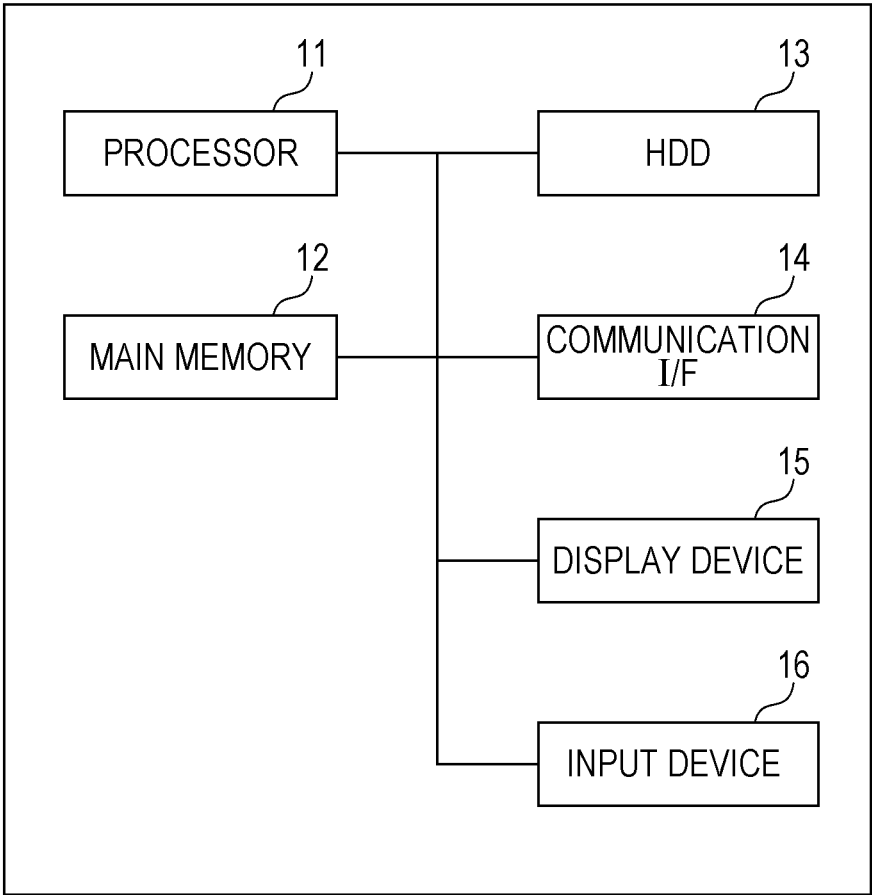 11
PROCESSOR
13
HDD
12
MAIN MEMORY
14
COMMUNICATION
I/F
15
DISPLAY DEVICE
16
INPUT DEVICE